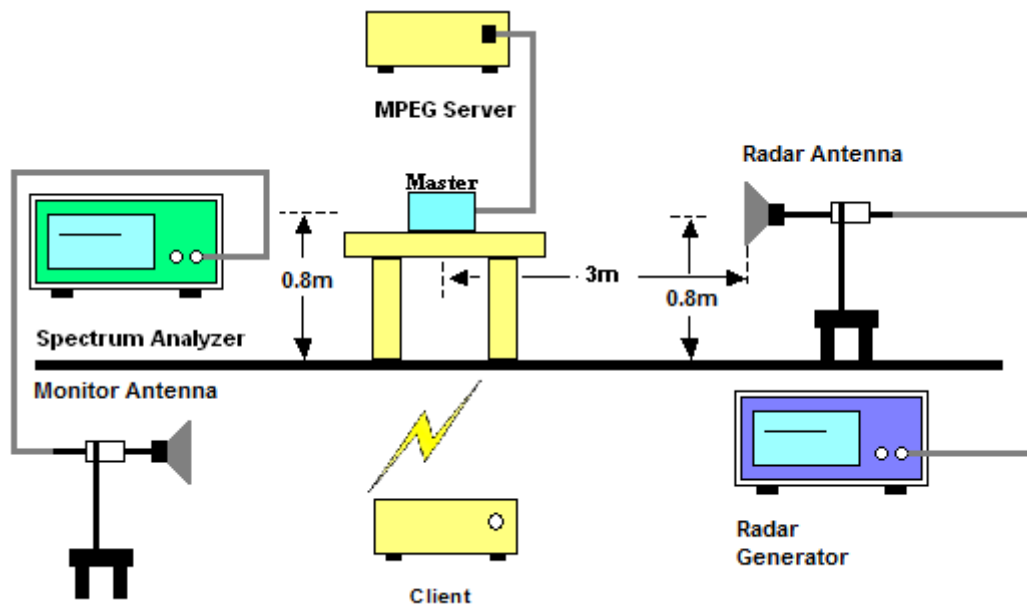 MPEG Server
Radar Antenna
Master
0.8m
3m
0.8m
Spectrum Analyzer
Monitor Antenna
Radar
Generator
Client